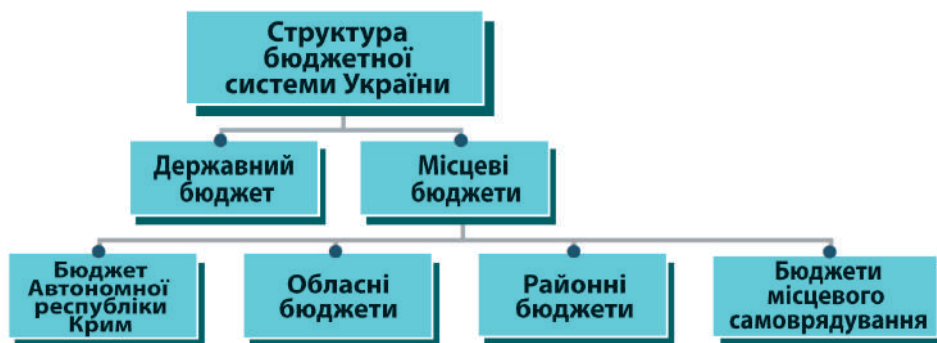 Структура
бюджетної
системи України
Державний
бюджет
Місцеві
бюджети
Бюджет
Автономної
республіки
Крим
Обласні
бюджети
Районні
бюджети
Бюджети
місцевого
самоврядування